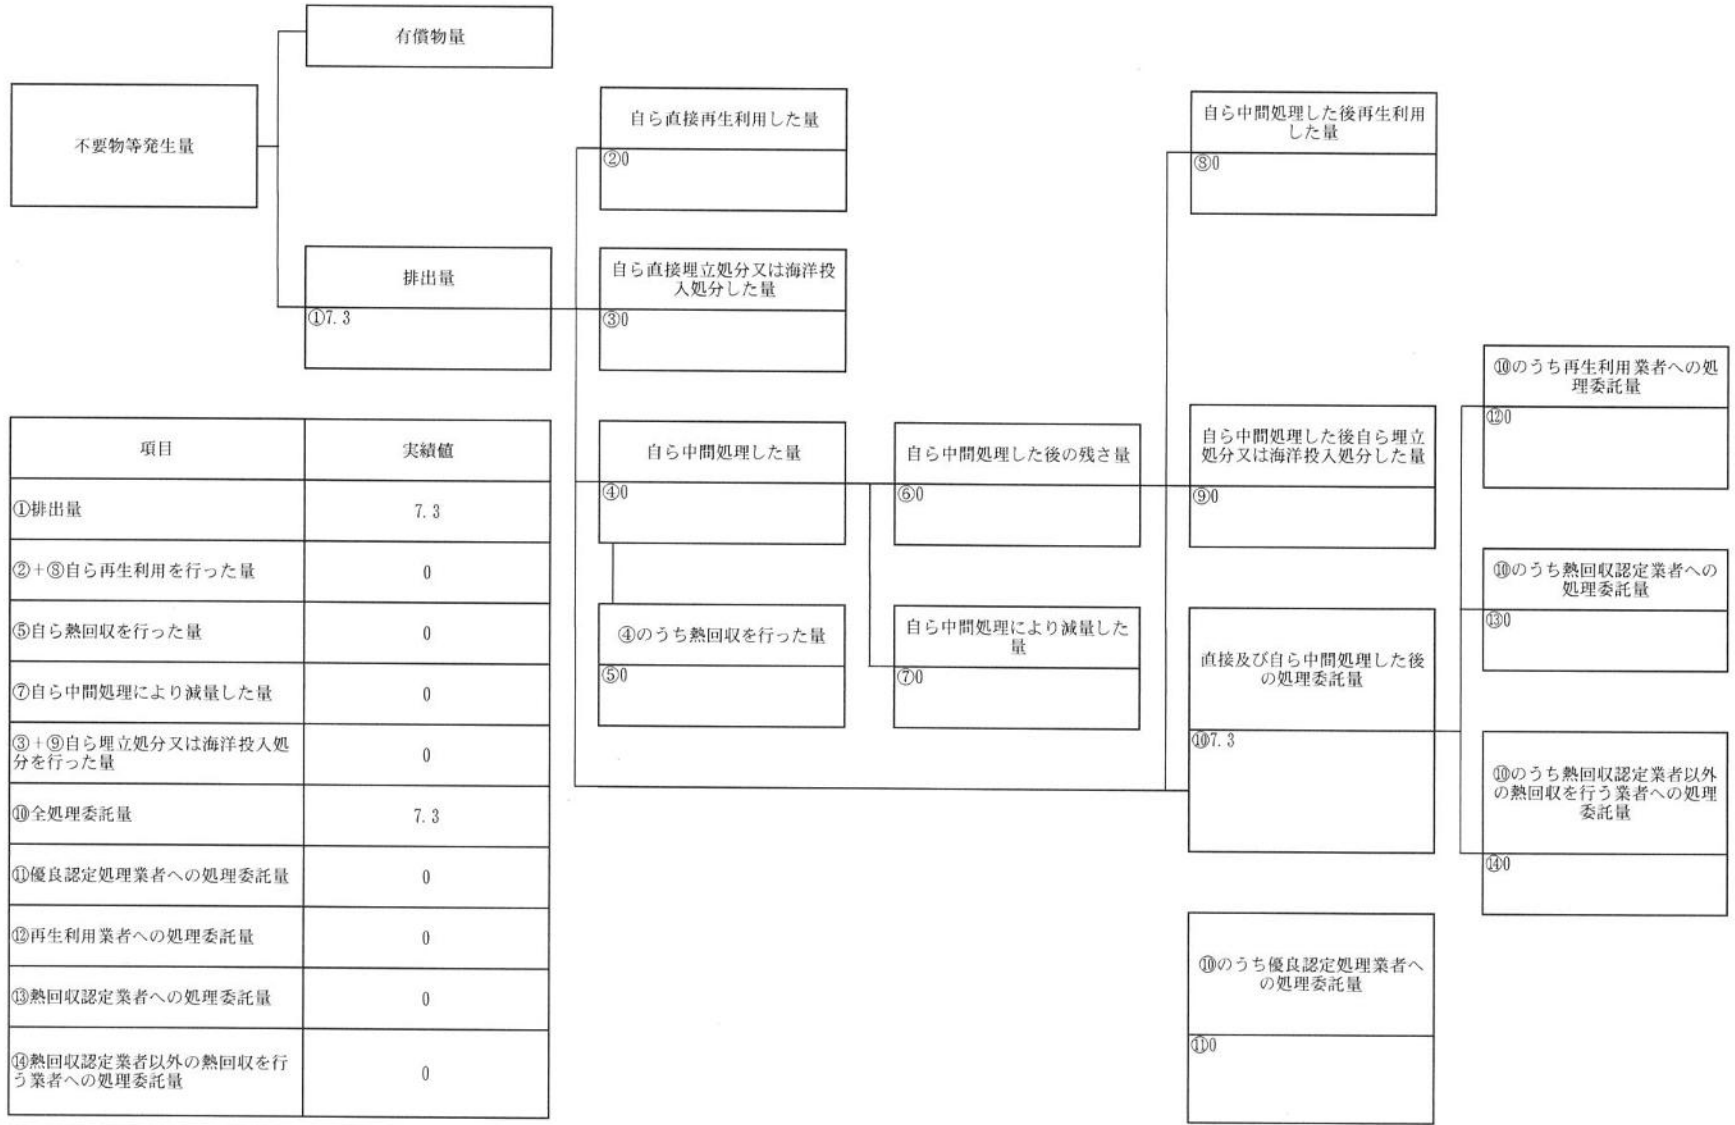 有償物量
不要物等発生量
自ら直接再生利用した量
②0
自ら中間処理した後再生利用
した量
⑧0
排出量
①7.3
自ら直接埋立処分又は海洋投
入処分した量
③0
⑩のうち再生利用業者への処
理委託量
⑫0
自ら中間処理した量
④0
自ら中間処理した後の残さ量
⑥0
自ら中間処理した後自ら埋立
処分又は海洋投入処分した量
⑨0
⑩のうち熱回収認定業者への
処理委託量
⑬0
④のうち熱回収を行った量
⑤0
自ら中間処理により減量した
量
⑦0
直接及び自ら中間処理した後
の処理委託量
⑩7.3
⑩のうち熱回収認定業者以外
の熱回収を行う業者への処理
委託量
⑭0
⑩のうち優良認定処理業者へ
の処理委託量
⑪0
項目 実績値
①排出量 7.3
②+⑧自ら再生利用を行った量 0
⑤自ら熱回収を行った量 0
⑦自ら中間処理により減量した量 0
③+⑨自ら埋立処分又は海洋投入処
分を行った量 0
⑩全処理委託量 7.3
⑪優良認定処理業者への処理委託量 0
⑫再生利用業者への処理委託量 0
⑬熱回収認定業者への処理委託量 0
⑭熱回収認定業者以外の熱回収を行
う業者への処理委託量 0